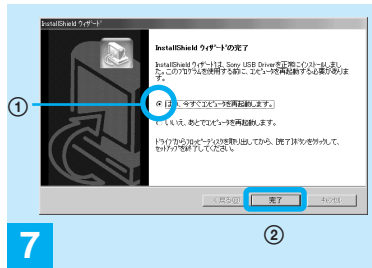 InstallShield ウィザード
InstallShield ウィザードの完了
InstallShield ウィザードは、Sony USB Driverを正常にインストールしまし
た。このプログラムを使用する前に、コンピュータを再起動する必要がありま
す。
① はい、今すぐコンピュータを再起動します。
いいえ、あとでコンピュータを再起動します。
ドライブからフロッピーディスクを取り出してから、[完了]ボタンをクリックして、
セットアップを終了してください。
< 戻る(B) 完了 キャンセル
②
7